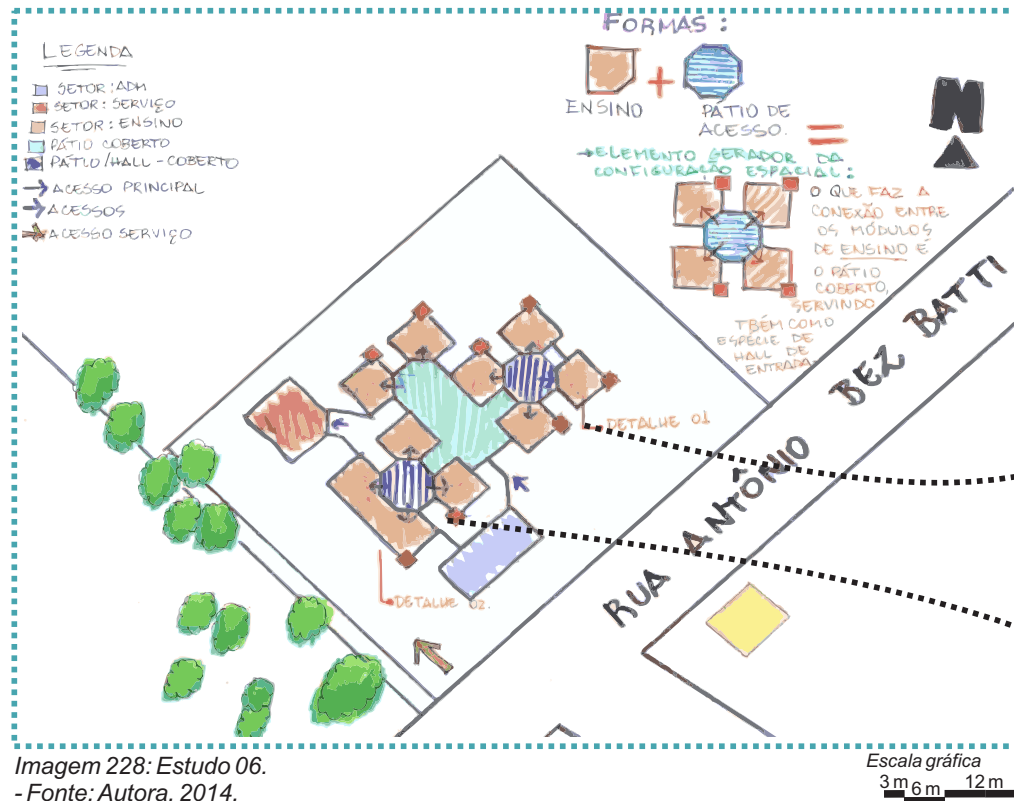 LEGENDA
SETOR: ADM
SETOR: SERVIÇO
SETOR: ENSINO
PÁTIO COBERTO
PÁTIO/HALL - COBERTO
ACESSO PRINCIPAL
ACESSOS
ACESSO SERVIÇO
FORMAS:
ENSINO
+
PÁTIO DE
ACESSO.
=
→ELEMENTO GERADOR DA
CONFIGURAÇÃO ESPACIAL:
O QUE FAZ A
CONEXÃO ENTRE
OS MÓDULOS
DE ENSINO É
O PÁTIO
COBERTO,
SERVINDO
TBÉM COMO
ESPÉCIE DE
HALL DE
ENTRADA
N
RUA ANTÔNIO BEZ BATTI
DETALHE 01
DETALHE 02.
Imagem 228: Estudo 06.
- Fonte: Autora, 2014.
Escala gráfica
3 m 6 m 12 m